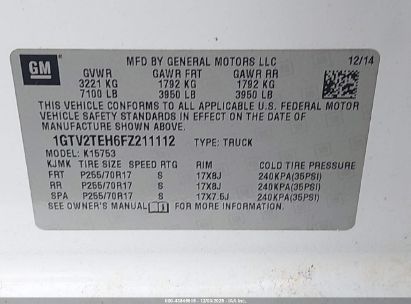 GM
MFD BY GENERAL MOTORS LLC 12/14
GVWR GAWR FRT GAWR RR
3221 KG 1792 KG 1792 KG
7100 LB 3950 LB 3950 LB
THIS VEHICLE CONFORMS TO ALL APPLICABLE U.S. FEDERAL MOTOR
VEHICLE SAFETY STANDARDS IN EFFECT ON THE DATE OF
MANUFACTURE SHOWN ABOVE.
1GTV2TEH6FZ211112 TYPE: TRUCK
MODEL: K15753
KJMK TIRE SIZE SPEED RTG RIM COLD TIRE PRESSURE
FRT P255/70R17 S 17X8J 240KPA(35PSI)
RR P255/70R17 S 17X8J 240KPA(35PSI)
SPA P255/70R17 S 17X7.5J 240KPA(35PSI)
SEE OWNER'S MANUAL FOR MORE INFORMATION.